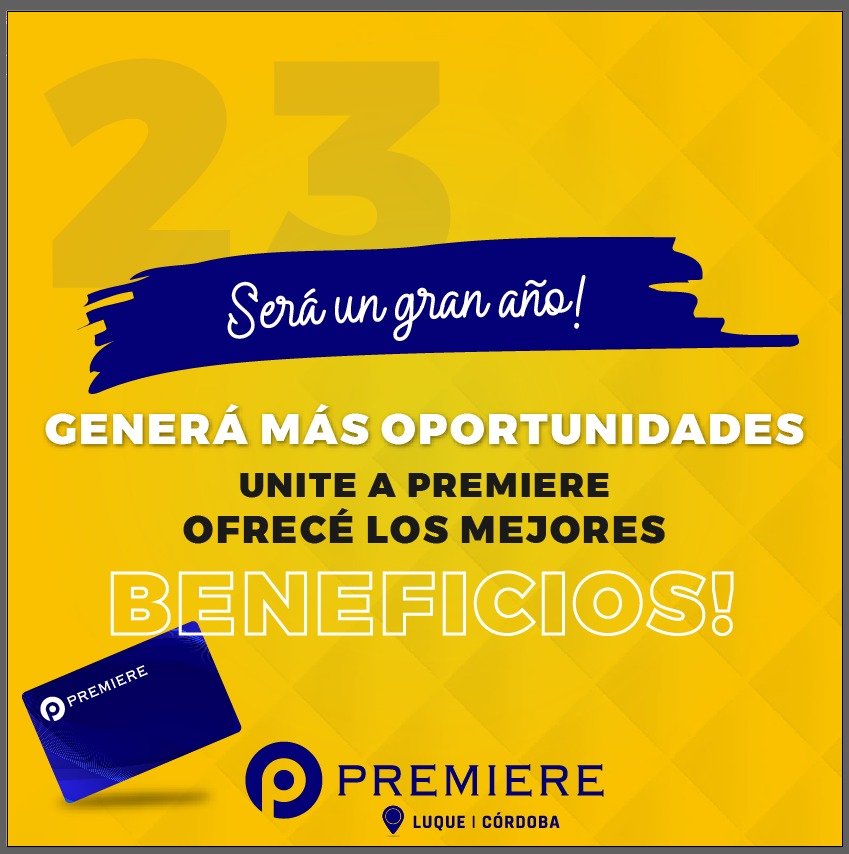 23
Será un gran año!
GENERÁ MÁS OPORTUNIDADES
UNITE A PREMIERE
OFRECÉ LOS MEJORES
BENEFICIOS!
P PREMIERE
P PREMIERE
LUQUE | CÓRDOBA